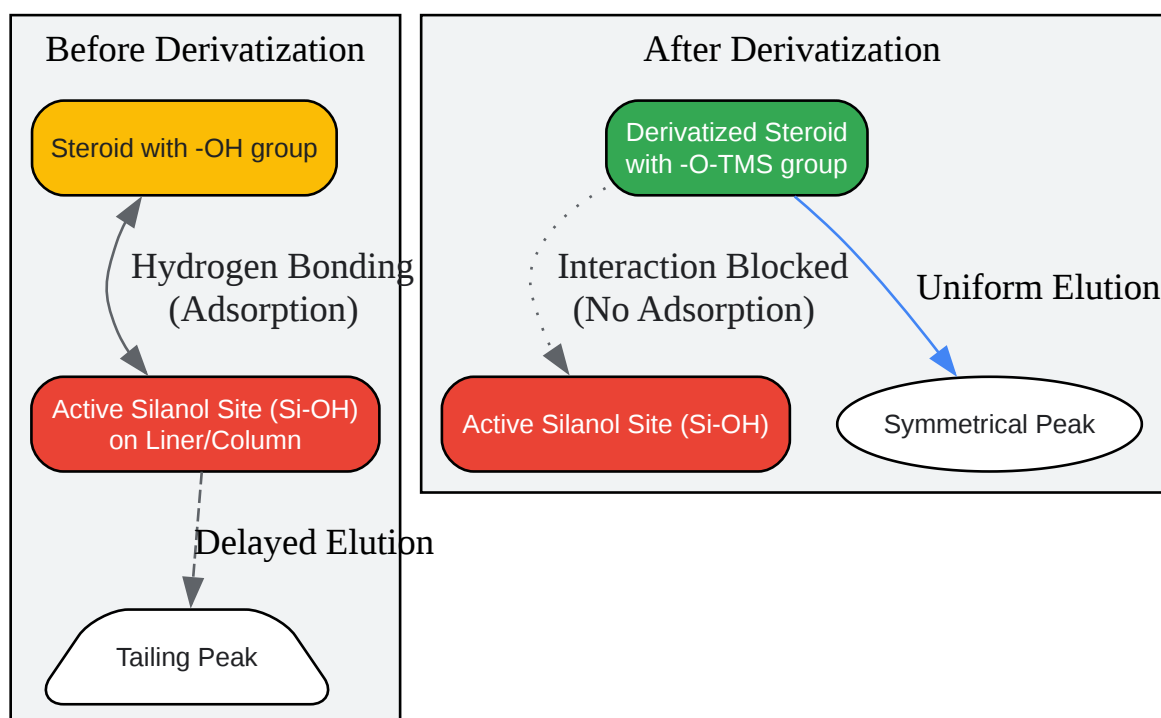 Before Derivatization
Steroid with -OH group
Hydrogen Bonding
(Adsorption)
Active Silanol Site (Si-OH)
on Liner/Column
Delayed Elution
Tailing Peak
After Derivatization
Derivatized Steroid
with -O-TMS group
Interaction Blocked
(No Adsorption)
Uniform Elution
Active Silanol Site (Si-OH)
Symmetrical Peak